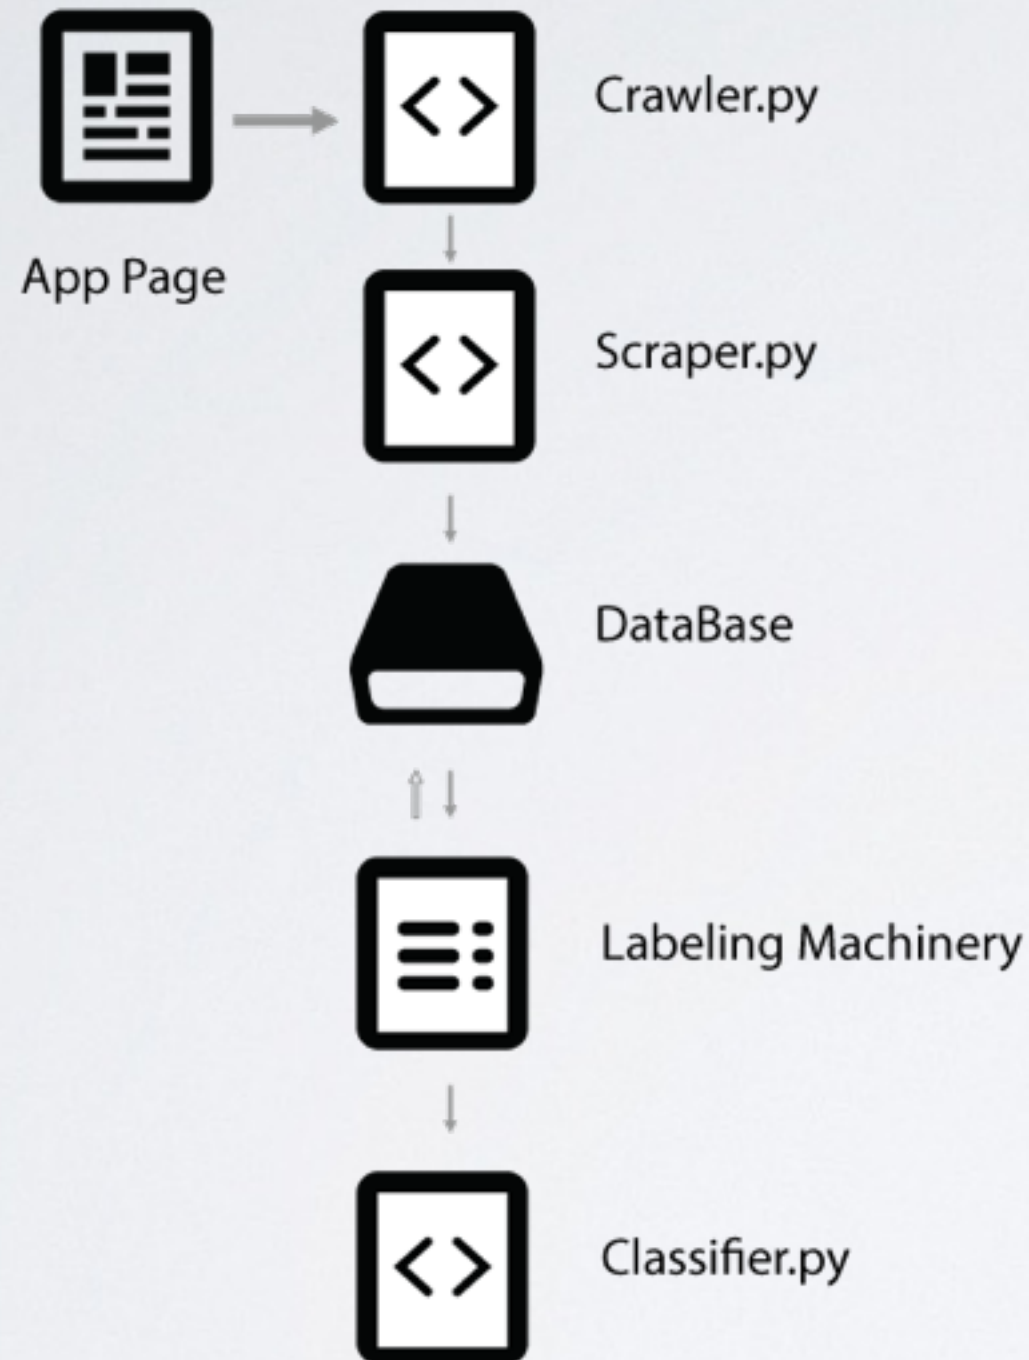 Crawler.py
App Page
Scraper.py
DataBase
Labeling Machinery
Classifier.py